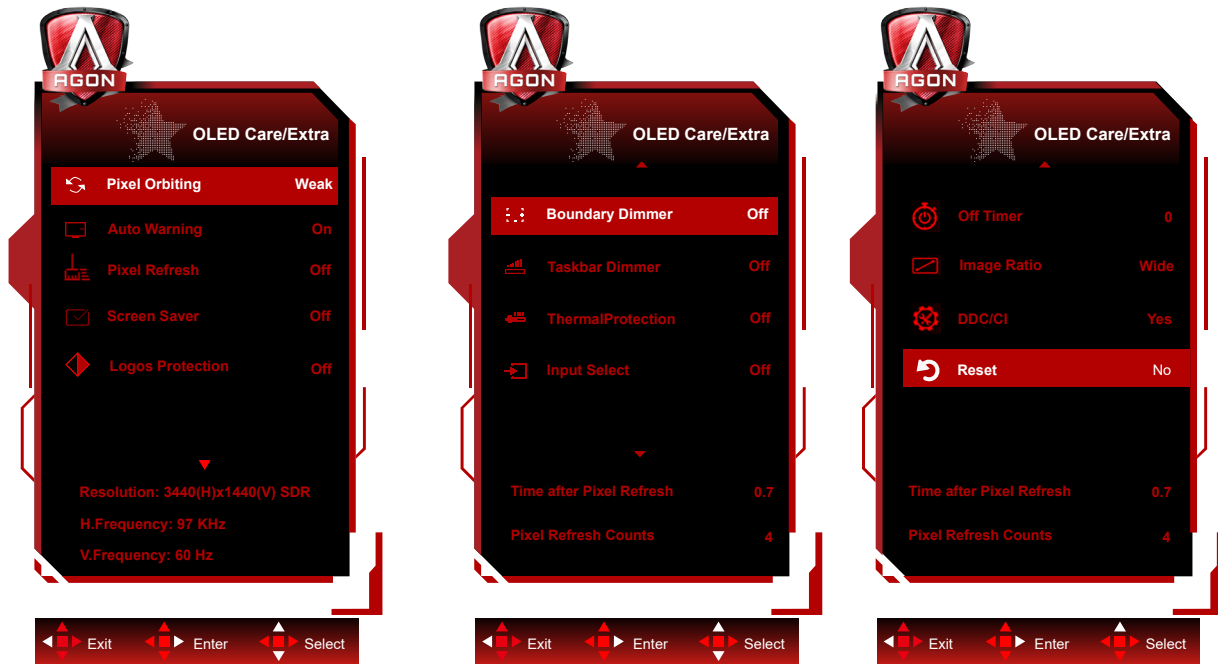 AGON
OLED Care/Extra
Pixel Orbiting Weak
Auto Warning On
Pixel Refresh Off
Screen Saver Off
Logos Protection Off
Resolution: 3440(H)x1440(V) SDR
H.Frequency: 97 KHz
V.Frequency: 60 Hz
Exit Enter Select
AGON
OLED Care/Extra
Boundary Dimmer Off
Taskbar Dimmer Off
ThermalProtection Off
Input Select Off
Time after Pixel Refresh 0.7
Pixel Refresh Counts 4
Exit Enter Select
AGON
OLED Care/Extra
Off Timer 0
Image Ratio Wide
DDC/CI Yes
Reset No
Time after Pixel Refresh 0.7
Pixel Refresh Counts 4
Exit Enter Select